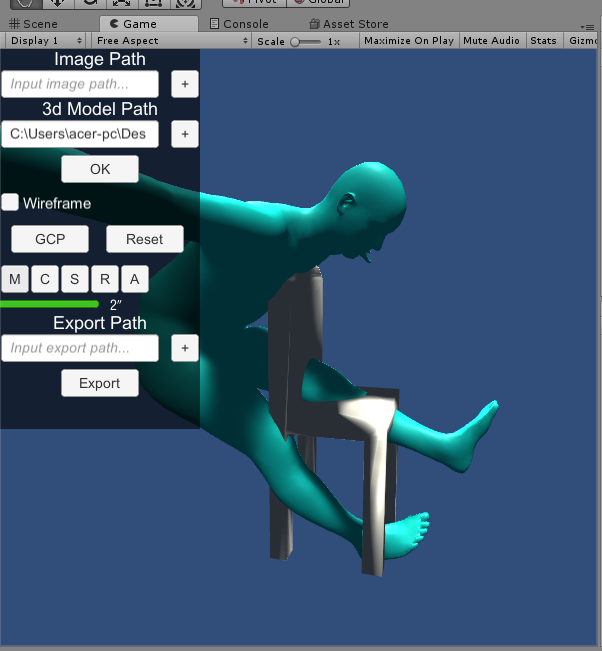 Pivot Global
Scene Game Console Asset Store
Display 1 Free Aspect Scale 1x Maximize On Play Mute Audio Stats Gizmo
Image Path
Input image path... +
3d Model Path
C:\Users\acer-pc\Des +
OK
Wireframe
GCP Reset
M C S R A
2"
Export Path
Input export path... +
Export